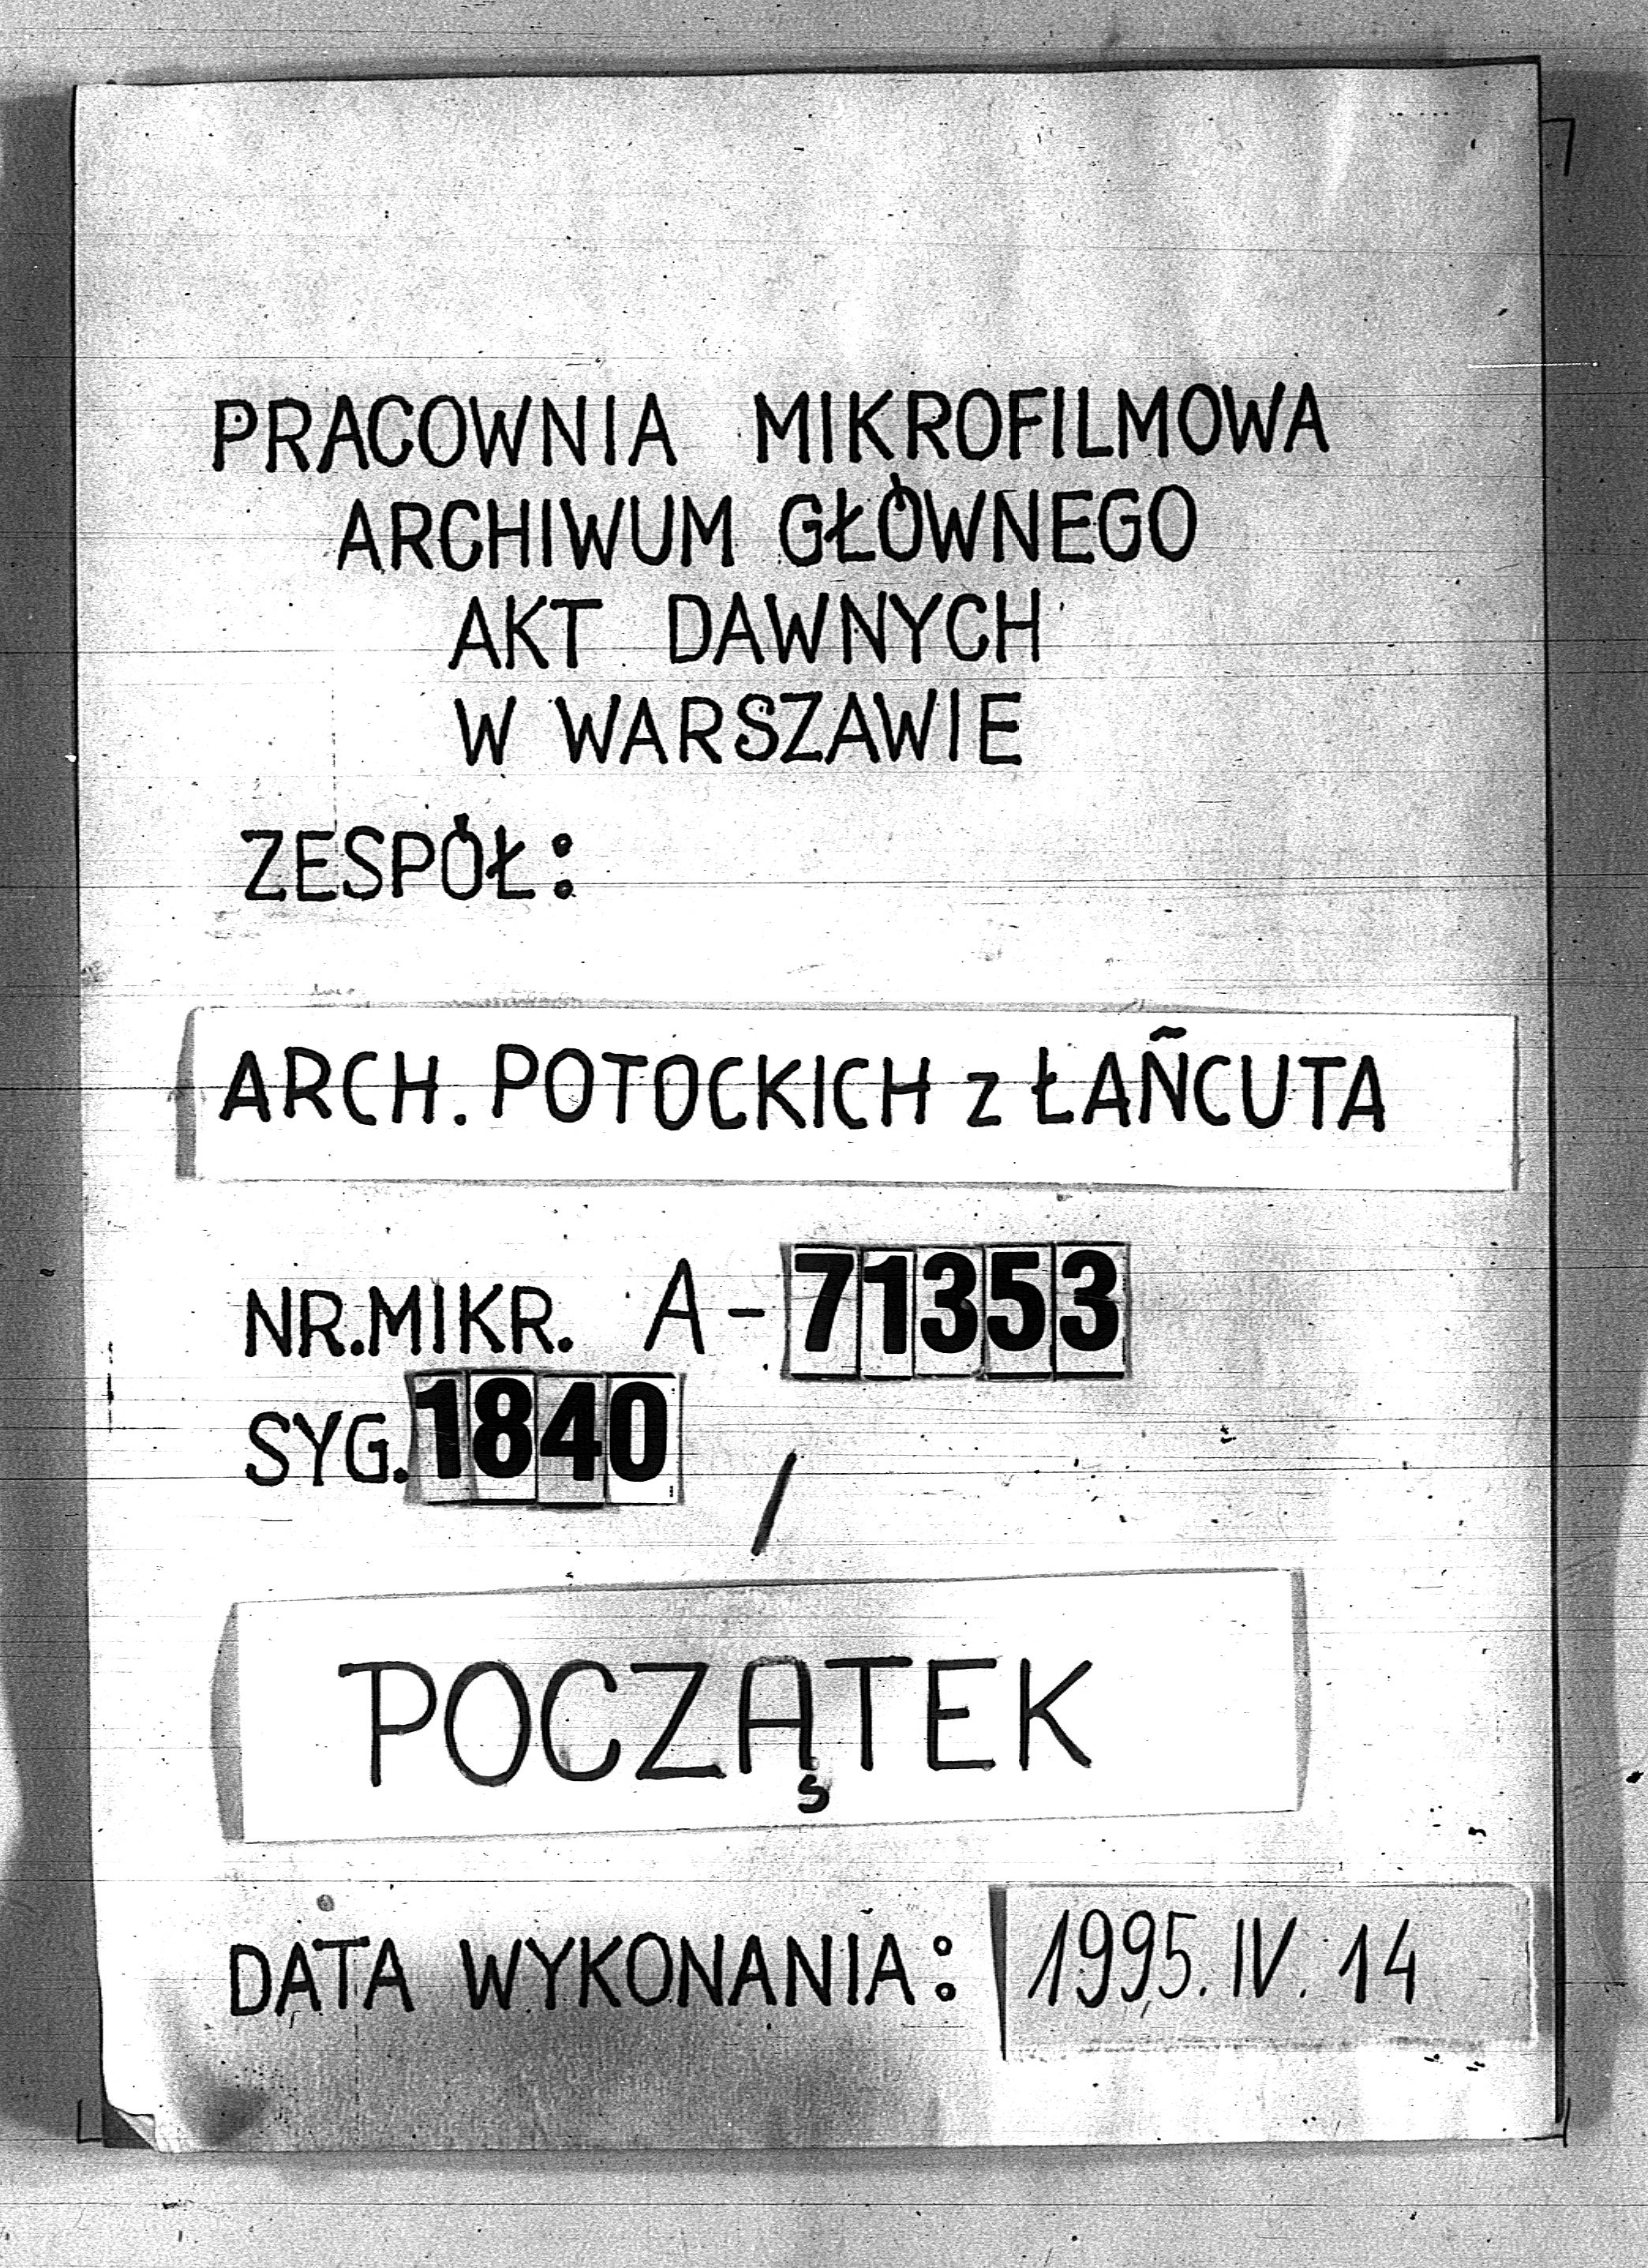 PRACOWNIA MIKROFILMOWA
ARCHIWUM GŁÓWNEGO
AKT DAWNYCH
W WARSZAWIE
ZESPÓŁ:
ARCH. POTOCKICH z ŁAŃCUTA
NR.MIKR. A-71353
SYG. 1840 /
POCZĄTEK
DATA WYKONANIA: 1995. IV. 14